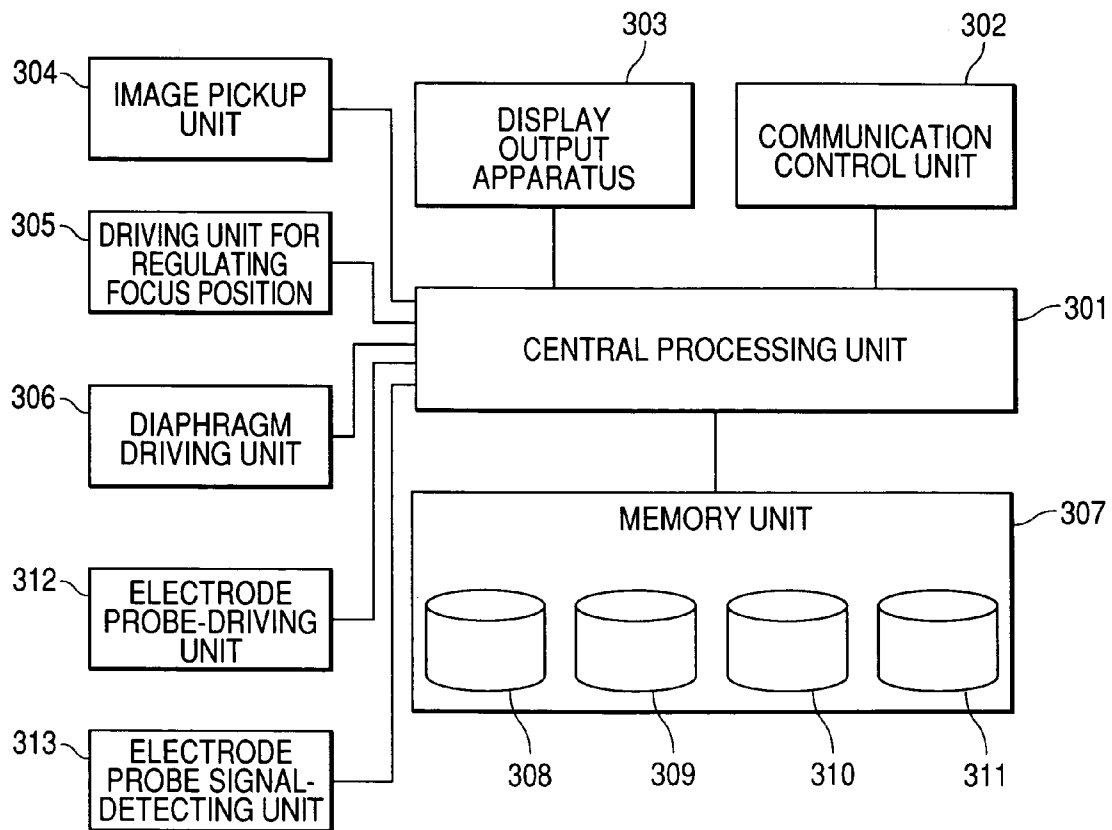 303
302
304
IMAGE PICKUP
UNIT
DISPLAY
OUTPUT
APPARATUS
COMMUNICATION
CONTROL UNIT
305
DRIVING UNIT FOR
REGULATING
FOCUS POSITION
301
CENTRAL PROCESSING UNIT
306
DIAPHRAGM
DRIVING UNIT
MEMORY UNIT
307
312
ELECTRODE
PROBE-DRIVING
UNIT
313
ELECTRODE
PROBE SIGNAL-
DETECTING UNIT
308
309
310
311